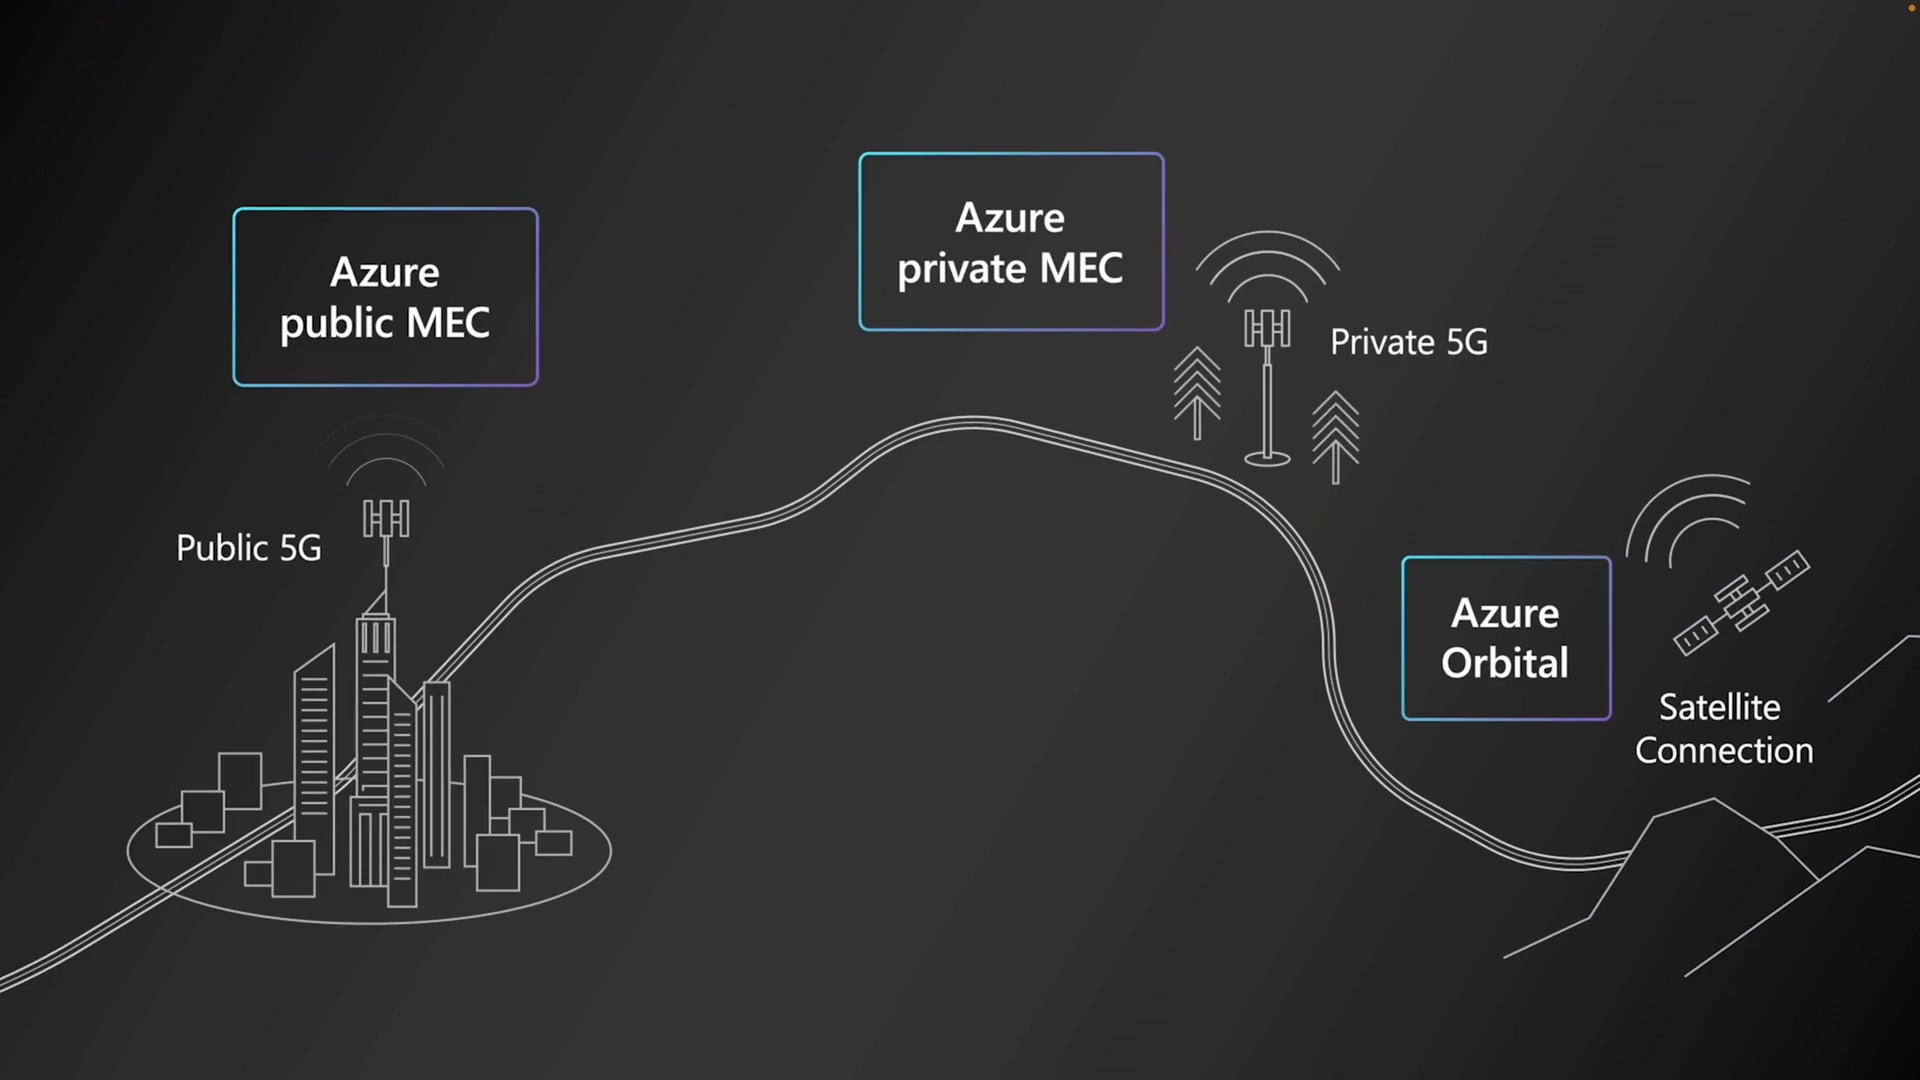 Azure
public MEC
Public 5G
Azure
private MEC
Private 5G
Azure
Orbital
Satellite
Connection